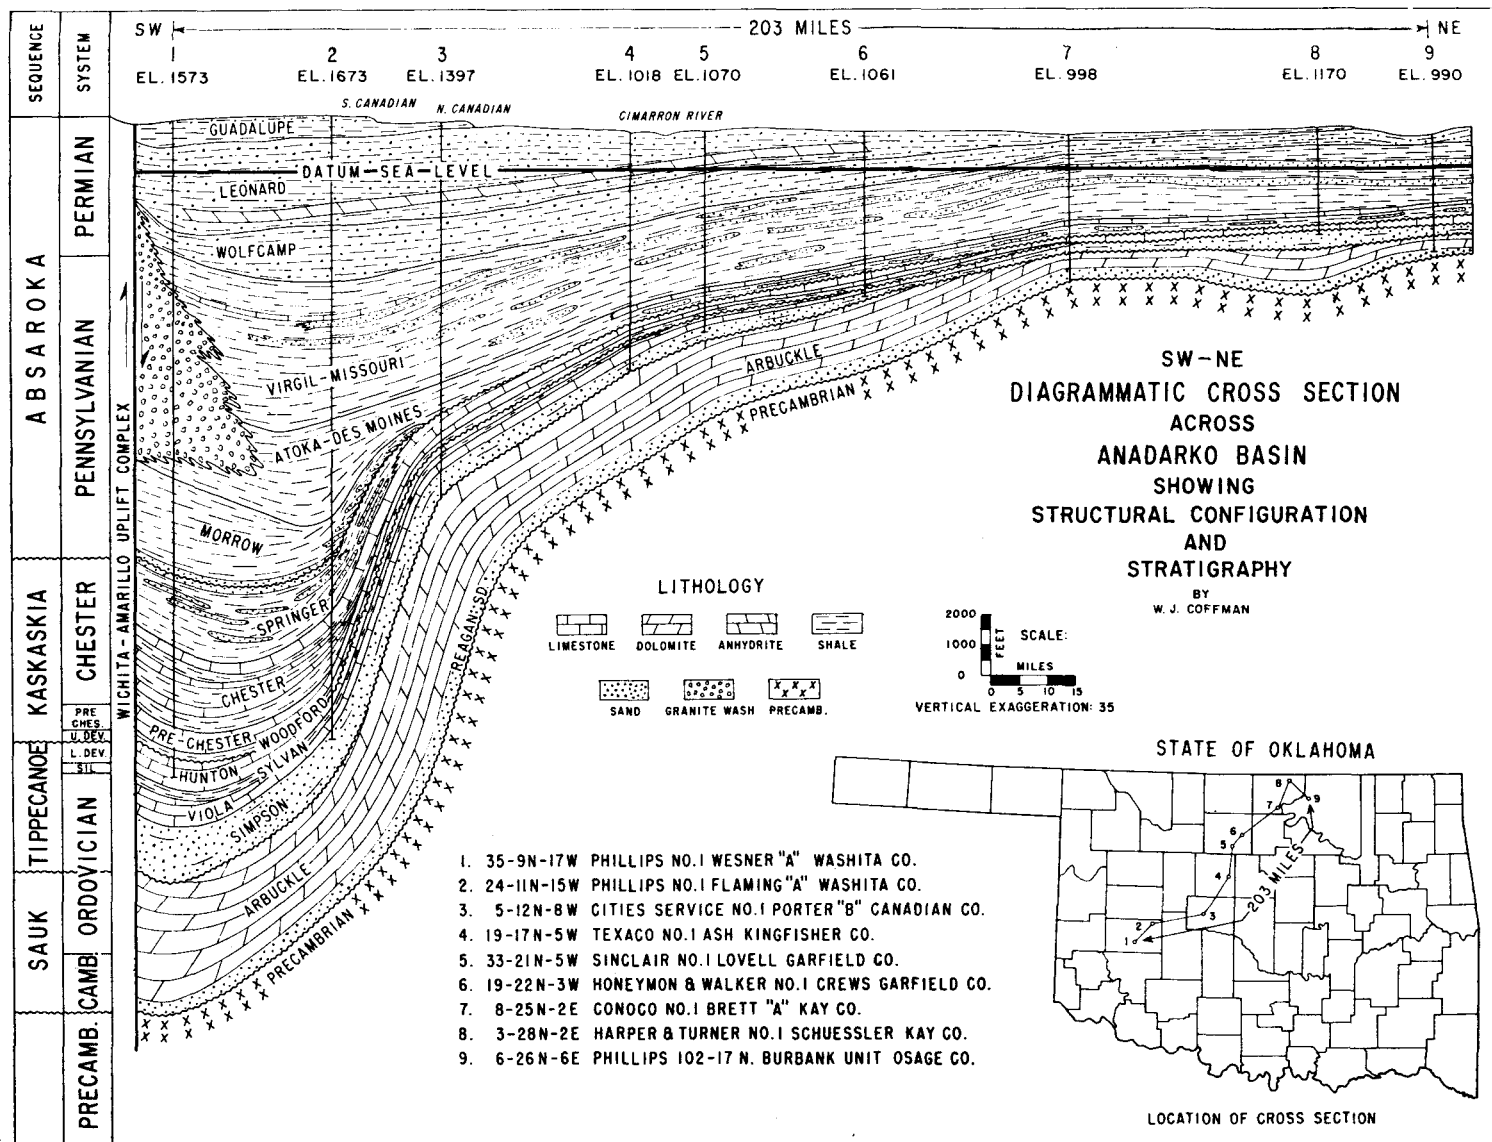 SEQUENCE
SYSTEM
SW
203 MILES
NE
1
2
3
4
5
6
7
8
9
EL. 1573
EL. 1673
EL. 1397
EL. 1018
EL. 1070
EL. 1061
EL. 998
EL. 1170
EL. 990
S. CANADIAN
N. CANADIAN
CIMARRON RIVER
ABSAROKA
KASKASKIA
TIPPECANOE
SAUK
PERMIAN
PENNSYLVANIAN
CHESTER
PRE
CHES.
U. DEV.
L. DEV.
SIL
ORDOVICIAN
CAMB.
PRECAMB.
WICHITA-AMARILLO UPLIFT COMPLEX
GUADALUPE
DATUM-SEA-LEVEL
LEONARD
WOLFCAMP
VIRGIL-MISSOURI
ATOKA-DES MOINES
MORROW
SPRINGER
CHESTER
PRE-CHESTER
WOODFORD
HUNTON
SYLVAN
VIOLA
SIMPSON
ARBUCKLE
PRECAMBRIAN
REAGAN SD.
ARBUCKLE
PRECAMBRIAN
SW-NE
DIAGRAMMATIC CROSS SECTION
ACROSS
ANADARKO BASIN
SHOWING
STRUCTURAL CONFIGURATION
AND
STRATIGRAPHY
BY
W. J. COFFMAN
LITHOLOGY
LIMESTONE
DOLOMITE
ANHYDRITE
SHALE
SAND
GRANITE WASH
PRECAMB.
2000
1000
0
FEET
SCALE:
MILES
0 5 10 15
VERTICAL EXAGGERATION: 35
STATE OF OKLAHOMA
8
9
7
6
5
4
3
2
1
203 MILES
LOCATION OF CROSS SECTION
1. 35-9N-17W PHILLIPS NO.1 WESNER "A" WASHITA CO.
2. 24-11N-15W PHILLIPS NO.1 FLAMING "A" WASHITA CO.
3. 5-12N-8W CITIES SERVICE NO.1 PORTER "B" CANADIAN CO.
4. 19-17N-5W TEXACO NO.1 ASH KINGFISHER CO.
5. 33-21N-5W SINCLAIR NO.1 LOVELL GARFIELD CO.
6. 19-22N-3W HONEYMON & WALKER NO.1 CREWS GARFIELD CO.
7. 8-25N-2E CONOCO NO.1 BRETT "A" KAY CO.
8. 3-28N-2E HARPER & TURNER NO.1 SCHUESSLER KAY CO.
9. 6-26N-6E PHILLIPS 102-17 N. BURBANK UNIT OSAGE CO.